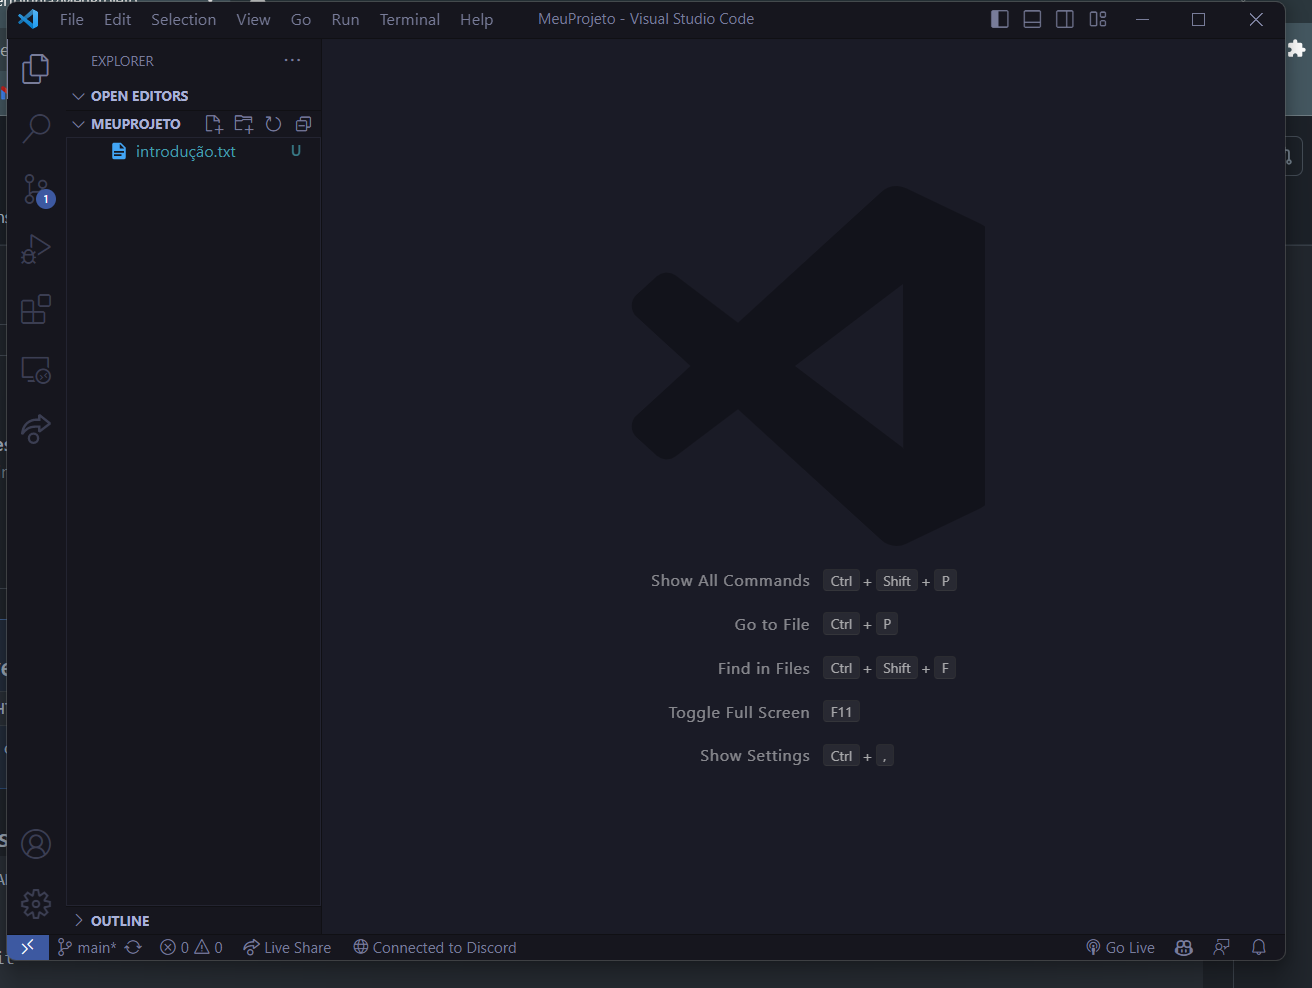 File Edit Selection View Go Run Terminal Help MeuProjeto - Visual Studio Code
EXPLORER
OPEN EDITORS
MEUPROJETO
introdução.txt U
1
Show All Commands Ctrl + Shift + P
Go to File Ctrl + P
Find in Files Ctrl + Shift + F
Toggle Full Screen F11
Show Settings Ctrl + ,
OUTLINE
main* 0 0 Live Share Connected to Discord Go Live